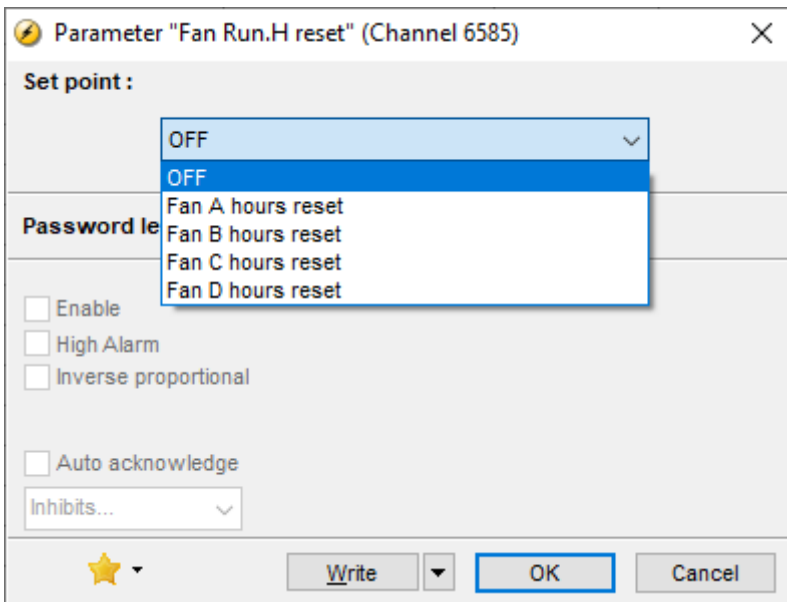 Parameter "Fan Run.H reset" (Channel 6585)
Set point :
OFF
OFF
Fan A hours reset
Fan B hours reset
Fan C hours reset
Fan D hours reset
Password le
Enable
High Alarm
Inverse proportional
Auto acknowledge
Inhibits...
Write OK Cancel